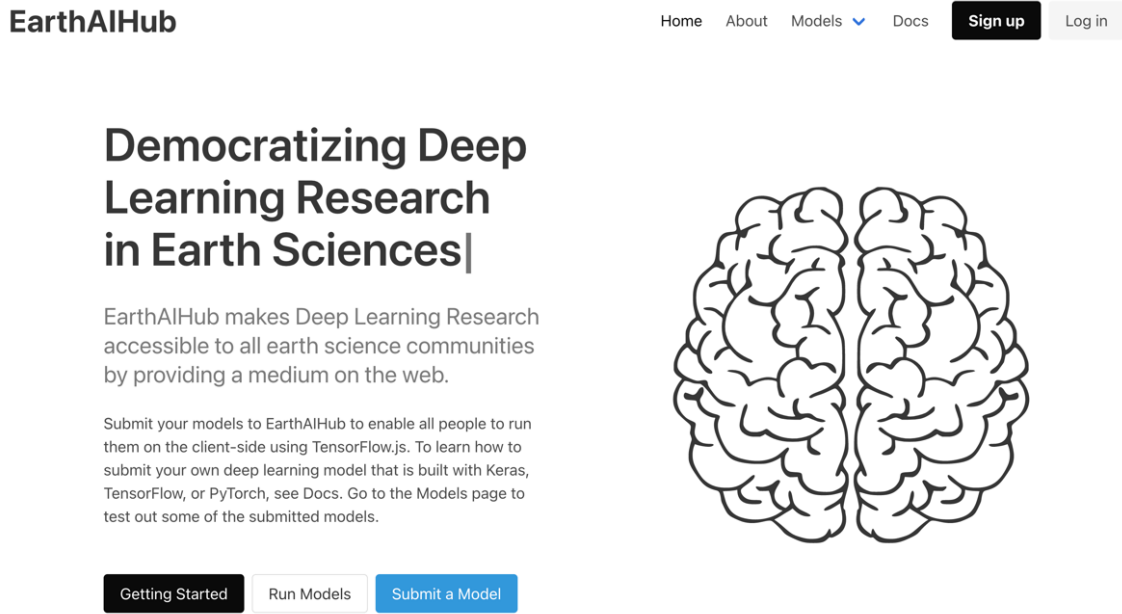 EarthAIHub
Home About Models Docs Sign up Log in
Democratizing Deep
Learning Research
in Earth Sciences|
EarthAIHub makes Deep Learning Research
accessible to all earth science communities
by providing a medium on the web.
Submit your models to EarthAIHub to enable all people to run
them on the client-side using TensorFlow.js. To learn how to
submit your own deep learning model that is built with Keras,
TensorFlow, or PyTorch, see Docs. Go to the Models page to
test out some of the submitted models.
Getting Started Run Models Submit a Model